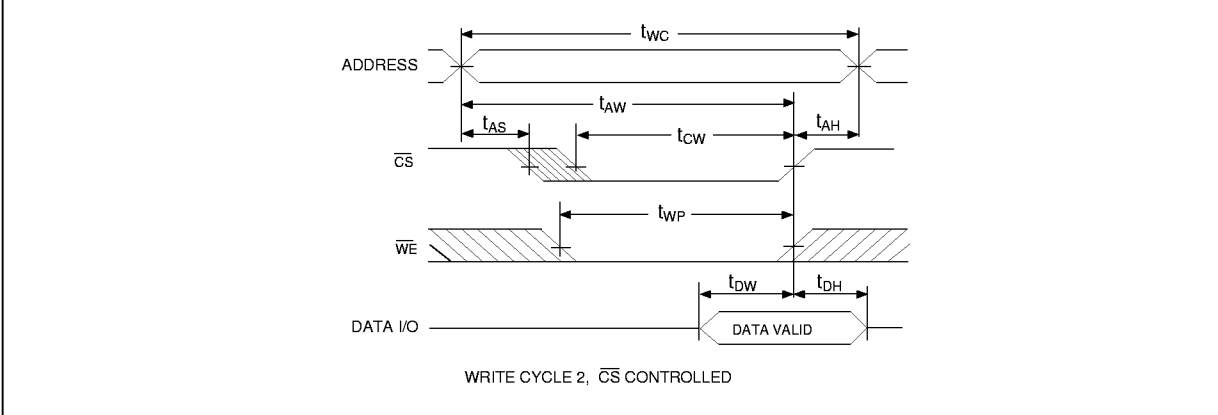 tWC
ADDRESS
tAW
tAS
tCW
tAH
CS
tWP
WE
tDW
tDH
DATA I/O
DATA VALID
WRITE CYCLE 2, CS CONTROLLED